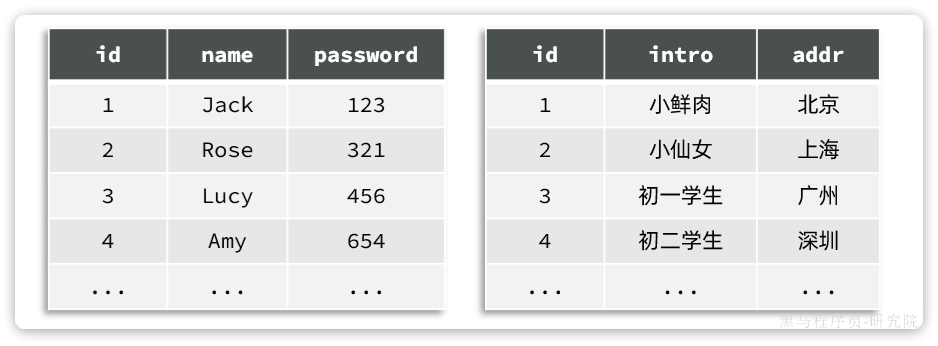 id name password
1 Jack 123
2 Rose 321
3 Lucy 456
4 Amy 654
... ... ...
id intro addr
1 小鲜肉 北京
2 小仙女 上海
3 初一学生 广州
4 初二学生 深圳
... ... ...
黑马程序员-研究院